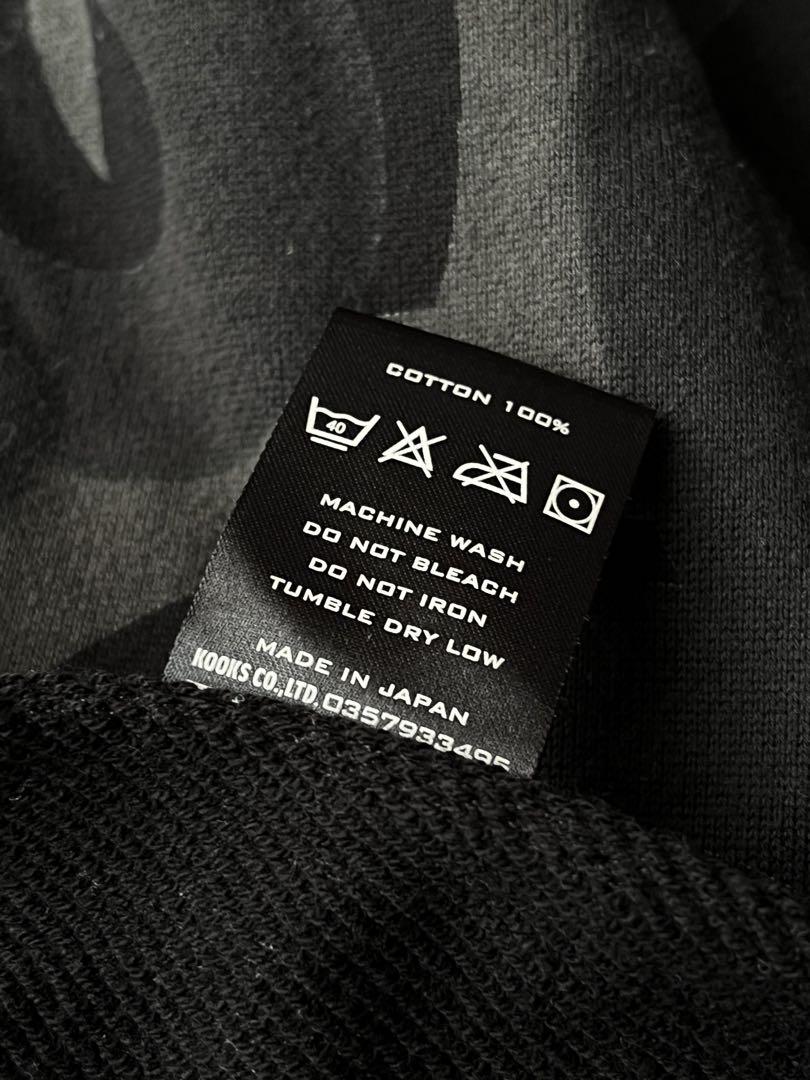 COTTON 100%
40
MACHINE WASH
DO NOT BLEACH
DO NOT IRON
TUMBLE DRY LOW
MADE IN JAPAN
KOOKS CO.,LTD. 0357933495